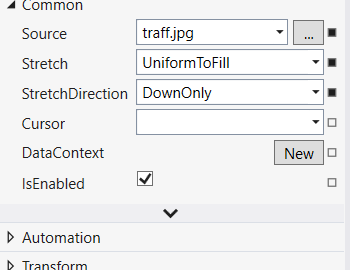 Common
Source traff.jpg ...
Stretch UniformToFill
StretchDirection DownOnly
Cursor
DataContext New
IsEnabled
Automation
Transform